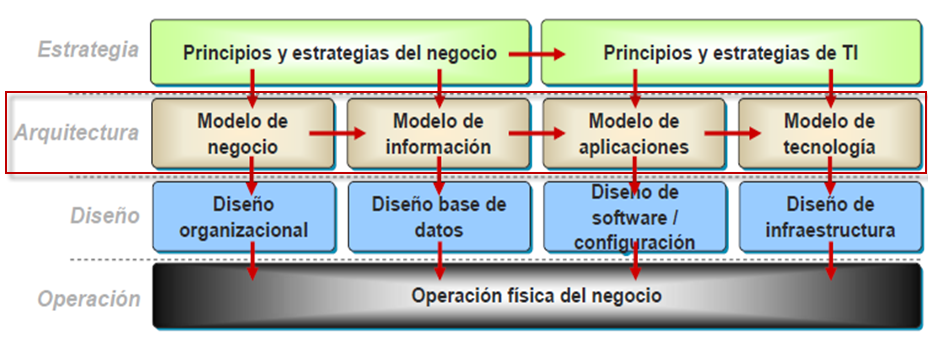 Estrategia
Principios y estrategias del negocio
Principios y estrategias de TI
Arquitectura
Modelo de
negocio
Modelo de
información
Modelo de
aplicaciones
Modelo de
tecnología
Diseño
Diseño
organizacional
Diseño base de
datos
Diseño de
software /
configuración
Diseño de
infraestructura
Operación
Operación física del negocio